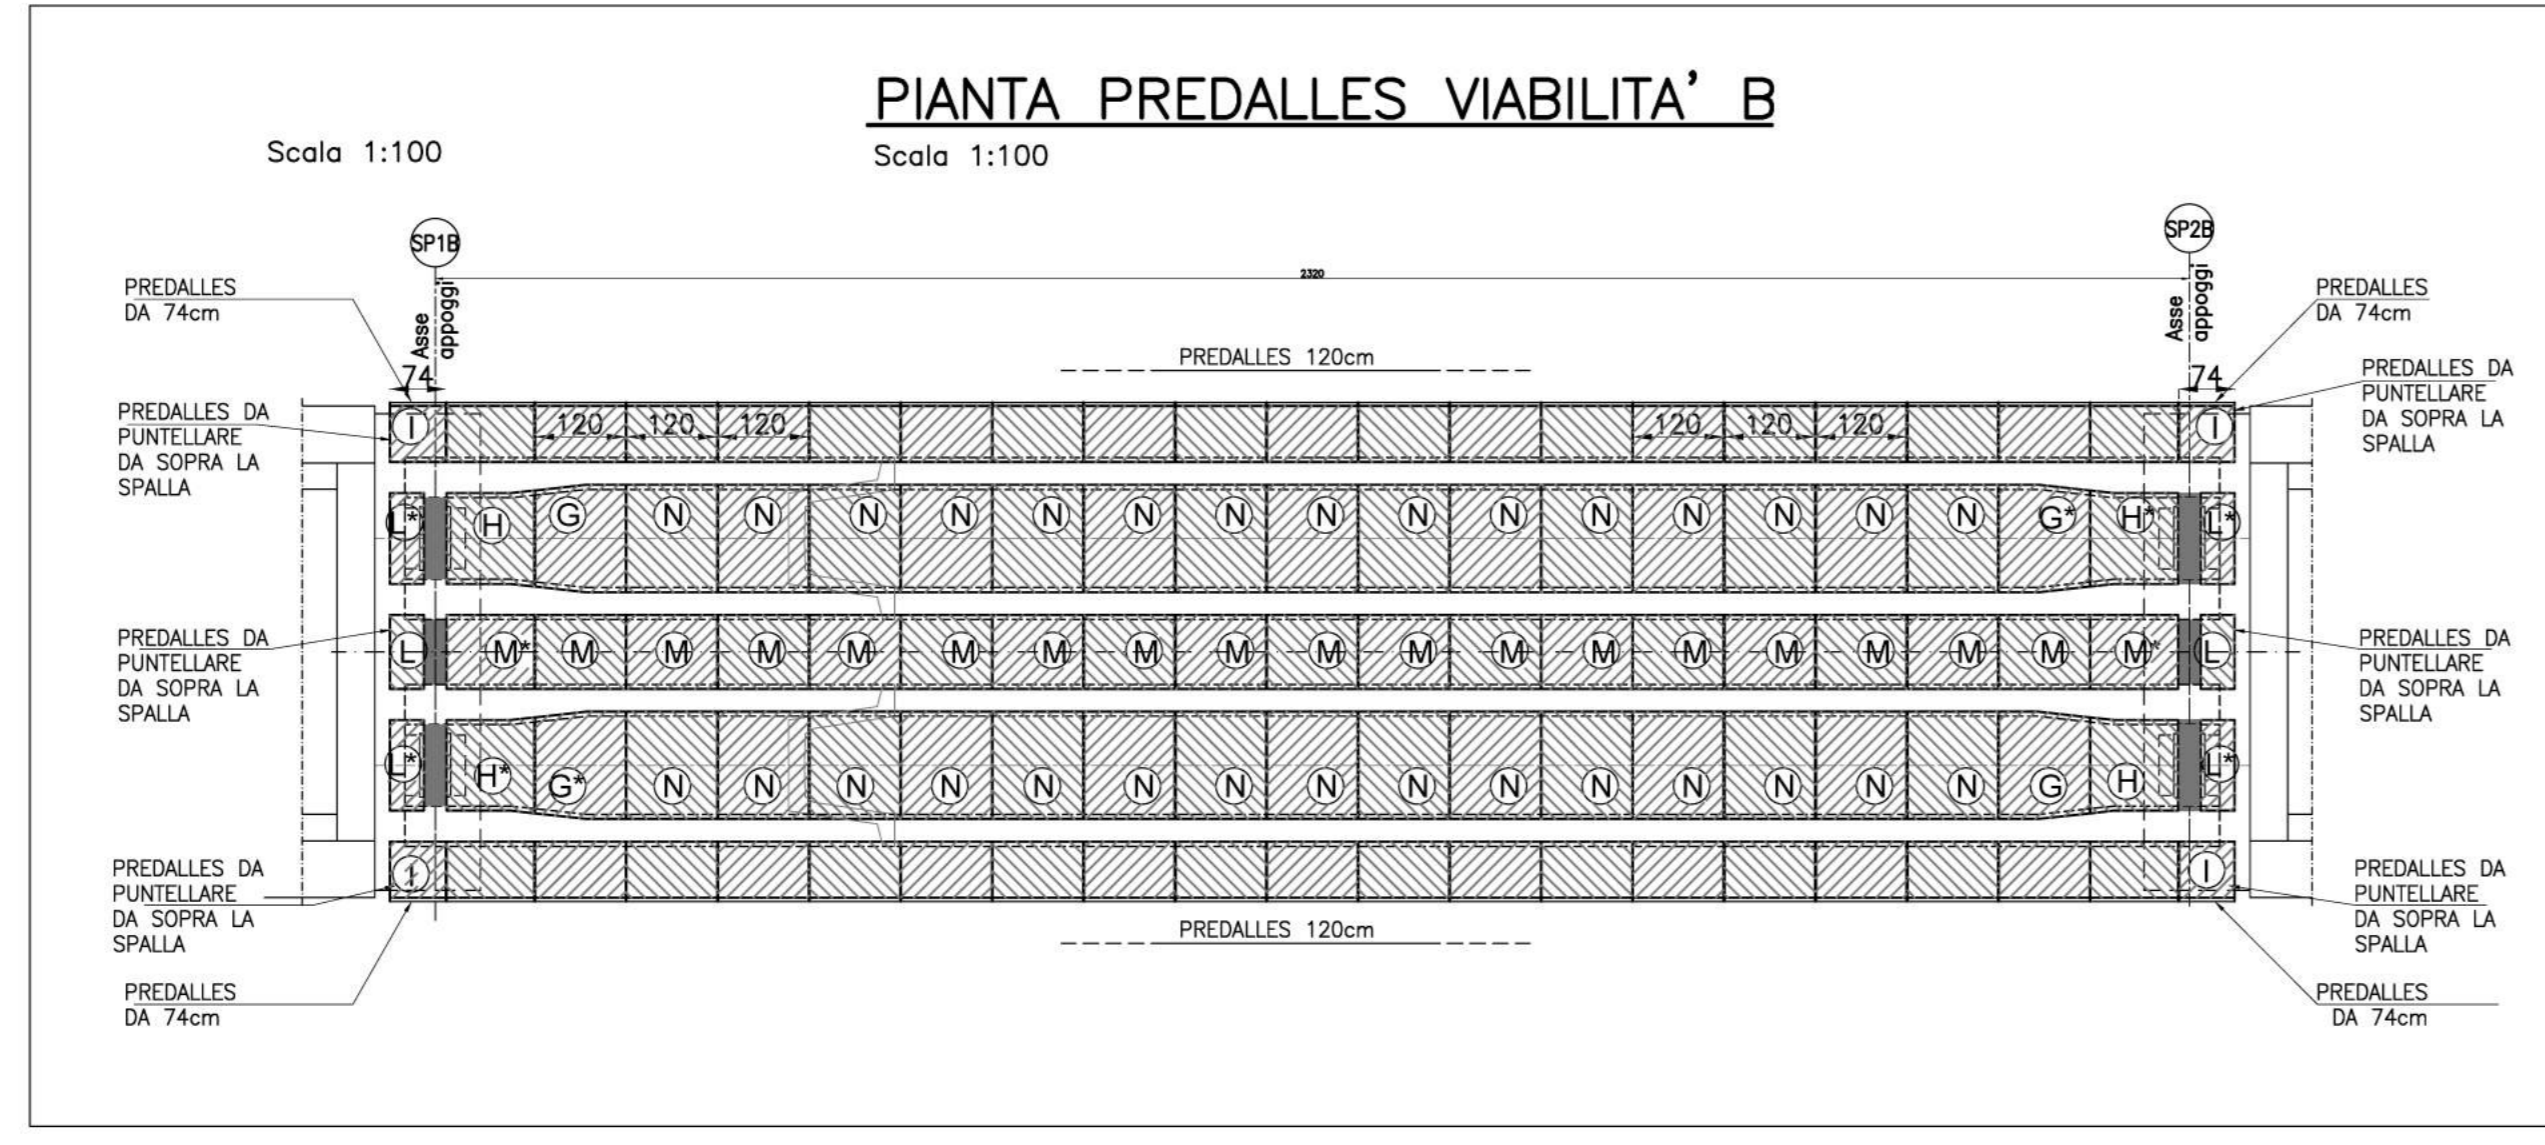 PIANTA PREDALLES VIABILITA' B
Scala 1:100
Scala 1:100
SP1B
SP2B
2320
PREDALLES
DA 74cm
Asse
appoggi
Asse
appoggi
PREDALLES
DA 74cm
PREDALLES 120cm
74
74
PREDALLES DA
PUNTELLARE
DA SOPRA LA
SPALLA
PREDALLES DA
PUNTELLARE
DA SOPRA LA
SPALLA
I 120 120 120 120 120 120 I
L* H G N N N N N N N N N N N N N N N G* H* L*
L M* M M M M M M M M M M M M M M M M M M* L
PREDALLES DA
PUNTELLARE
DA SOPRA LA
SPALLA
PREDALLES DA
PUNTELLARE
DA SOPRA LA
SPALLA
L* H* G* N N N N N N N N N N N N N N N G H L*
I I
PREDALLES DA
PUNTELLARE
DA SOPRA LA
SPALLA
PREDALLES DA
PUNTELLARE
DA SOPRA LA
SPALLA
PREDALLES 120cm
PREDALLES
DA 74cm
PREDALLES
DA 74cm